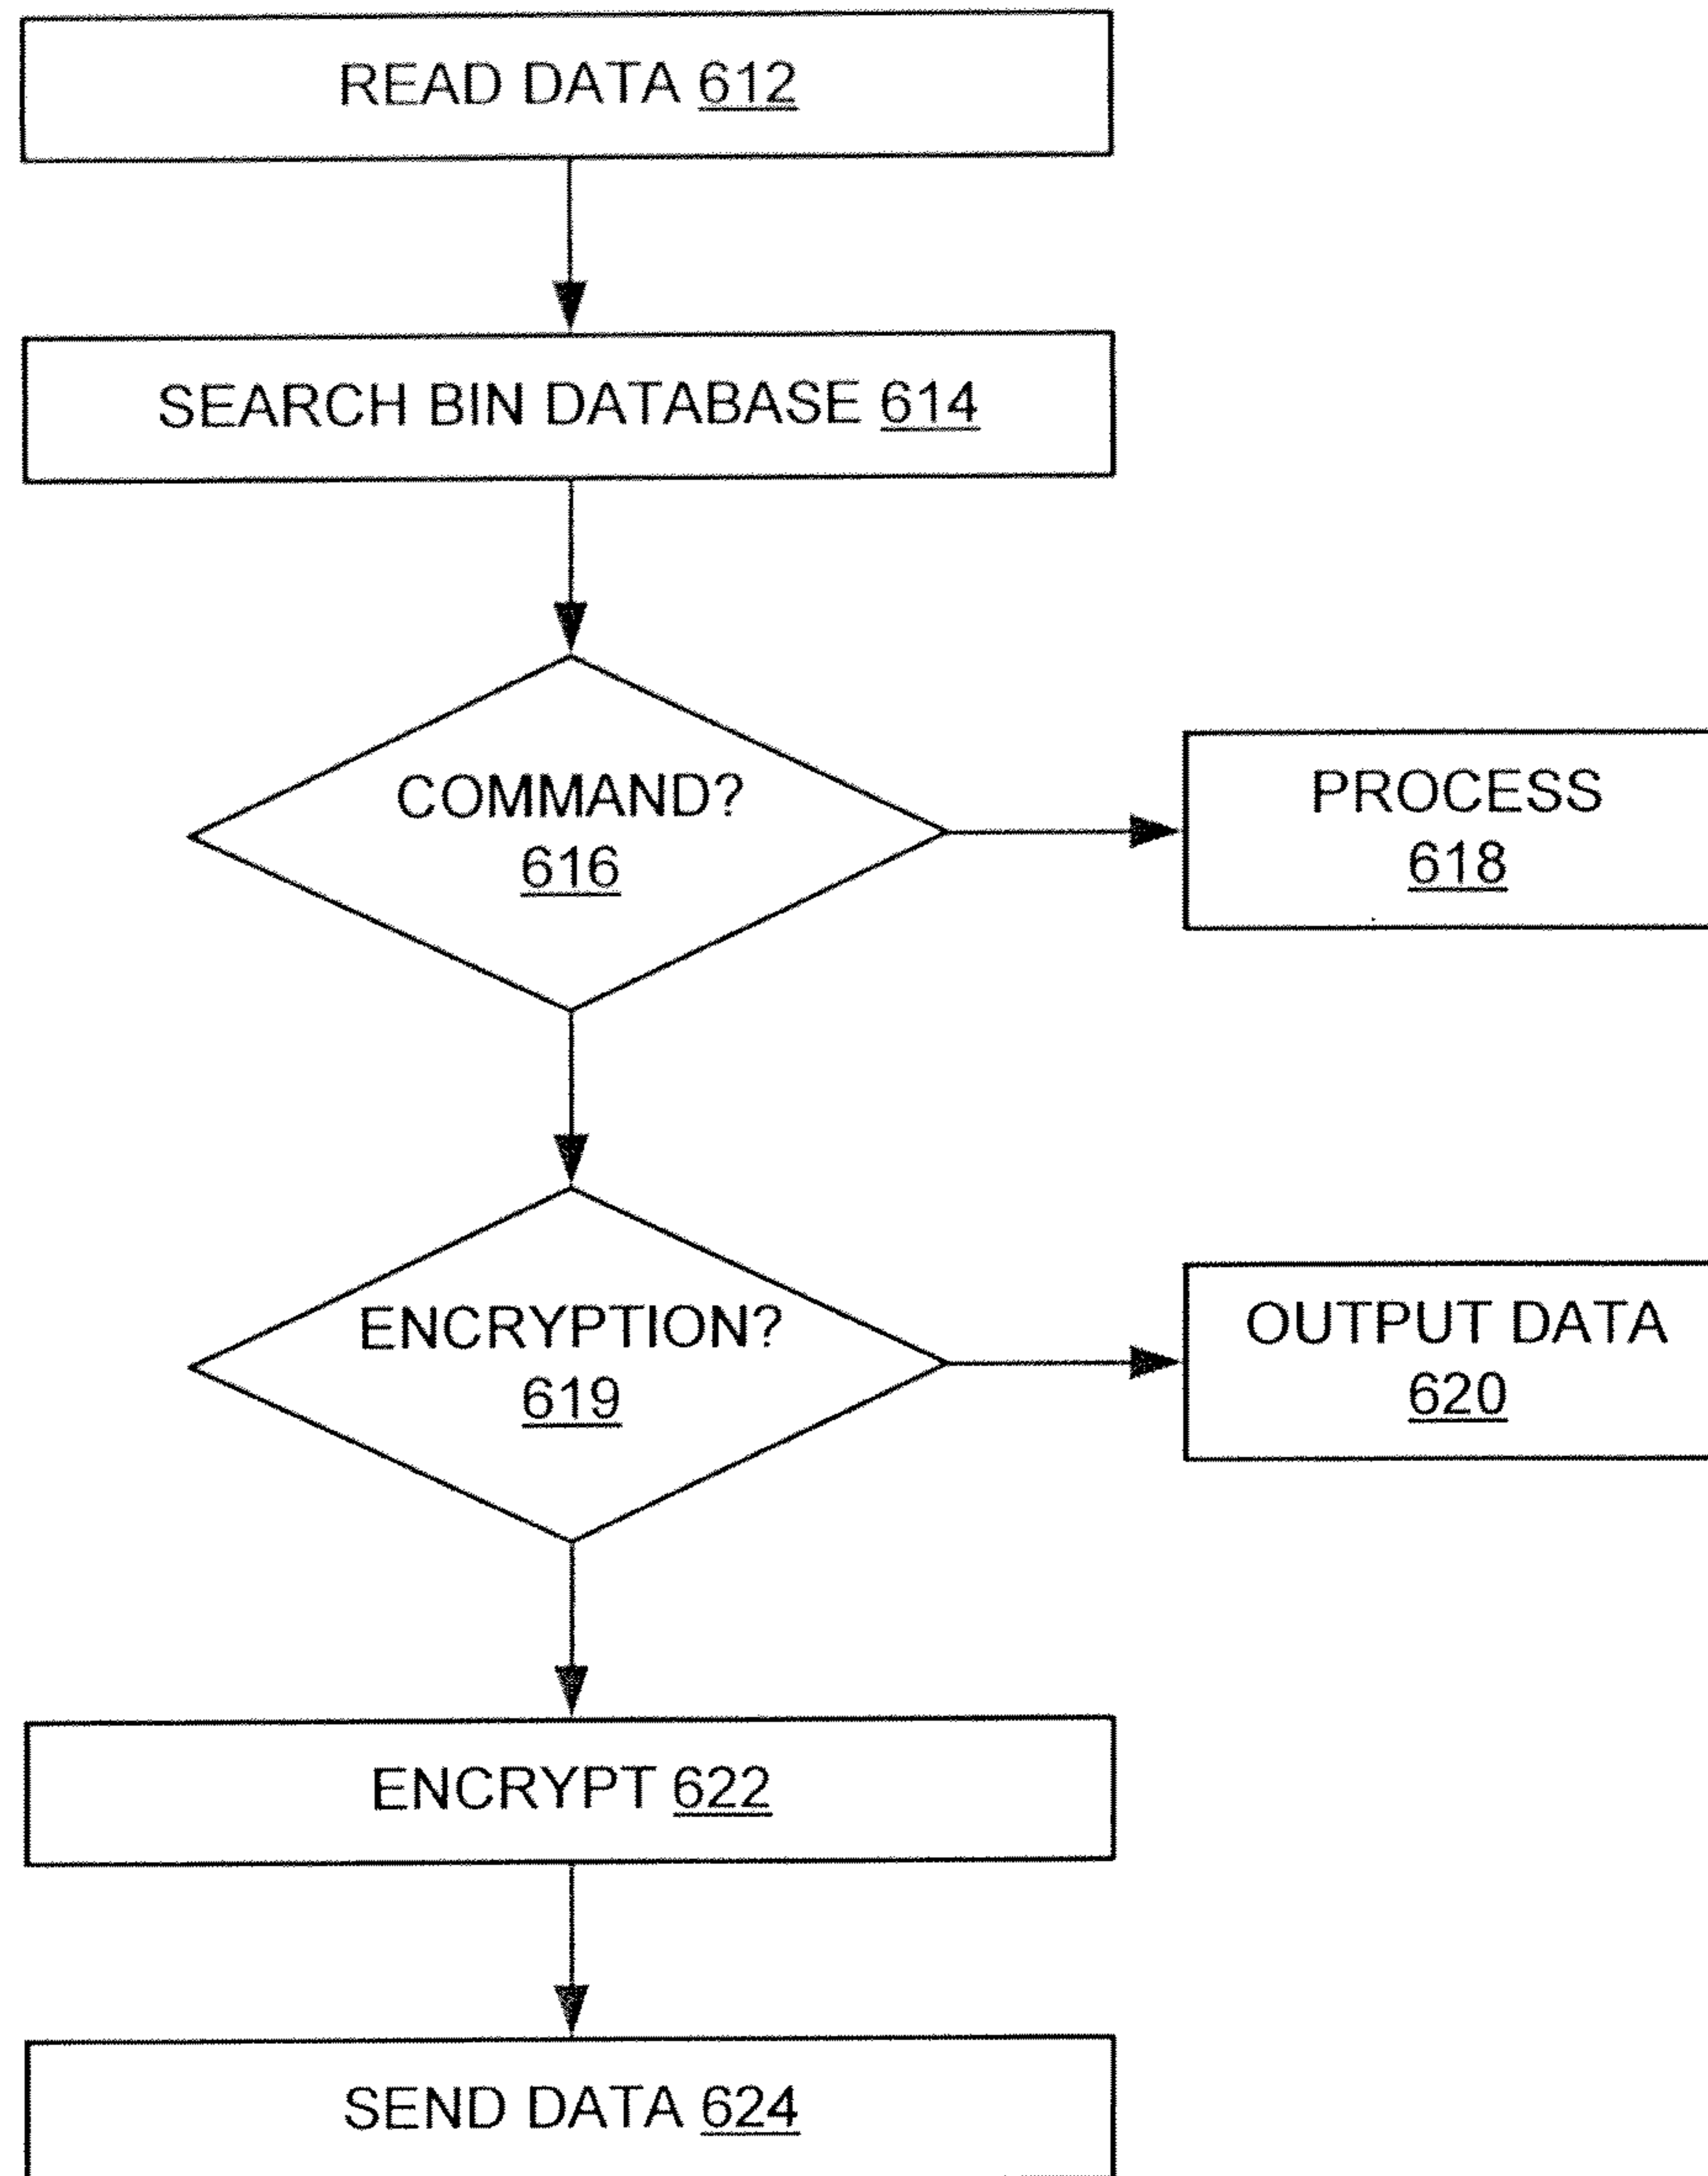 READ DATA 612
SEARCH BIN DATABASE 614
COMMAND?
616
PROCESS
618
ENCRYPTION?
619
OUTPUT DATA
620
ENCRYPT 622
SEND DATA 624